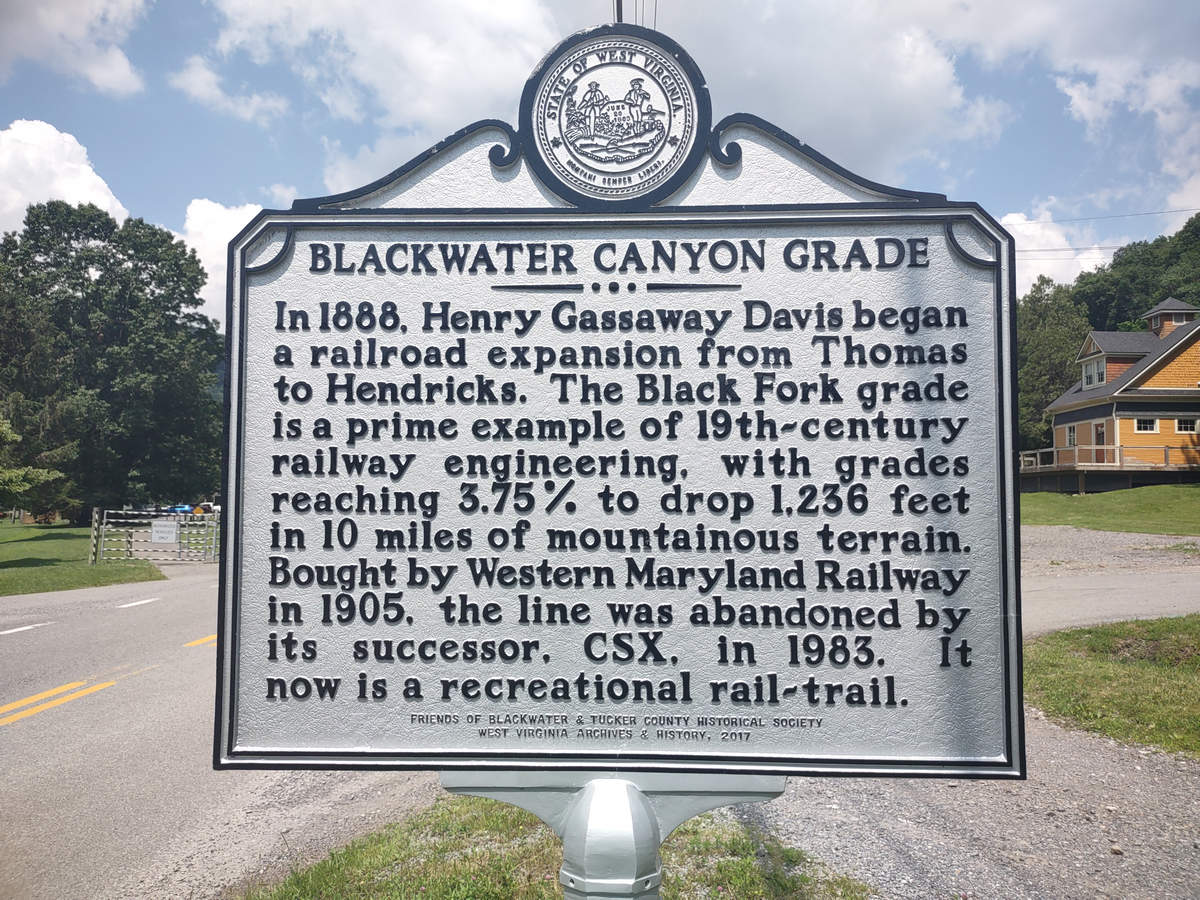 STATE OF WEST VIRGINIA
JUNE
20
1863
MONTANI SEMPER LIBERI
BLACKWATER CANYON GRADE
In 1888, Henry Gassaway Davis began
a railroad expansion from Thomas
to Hendricks. The Black Fork grade
is a prime example of 19th-century
railway engineering, with grades
reaching 3.75% to drop 1,236 feet
in 10 miles of mountainous terrain.
Bought by Western Maryland Railway
in 1905, the line was abandoned by
its successor, CSX, in 1983. It
now is a recreational rail-trail.
FRIENDS OF BLACKWATER & TUCKER COUNTY HISTORICAL SOCIETY
WEST VIRGINIA ARCHIVES & HISTORY, 2017